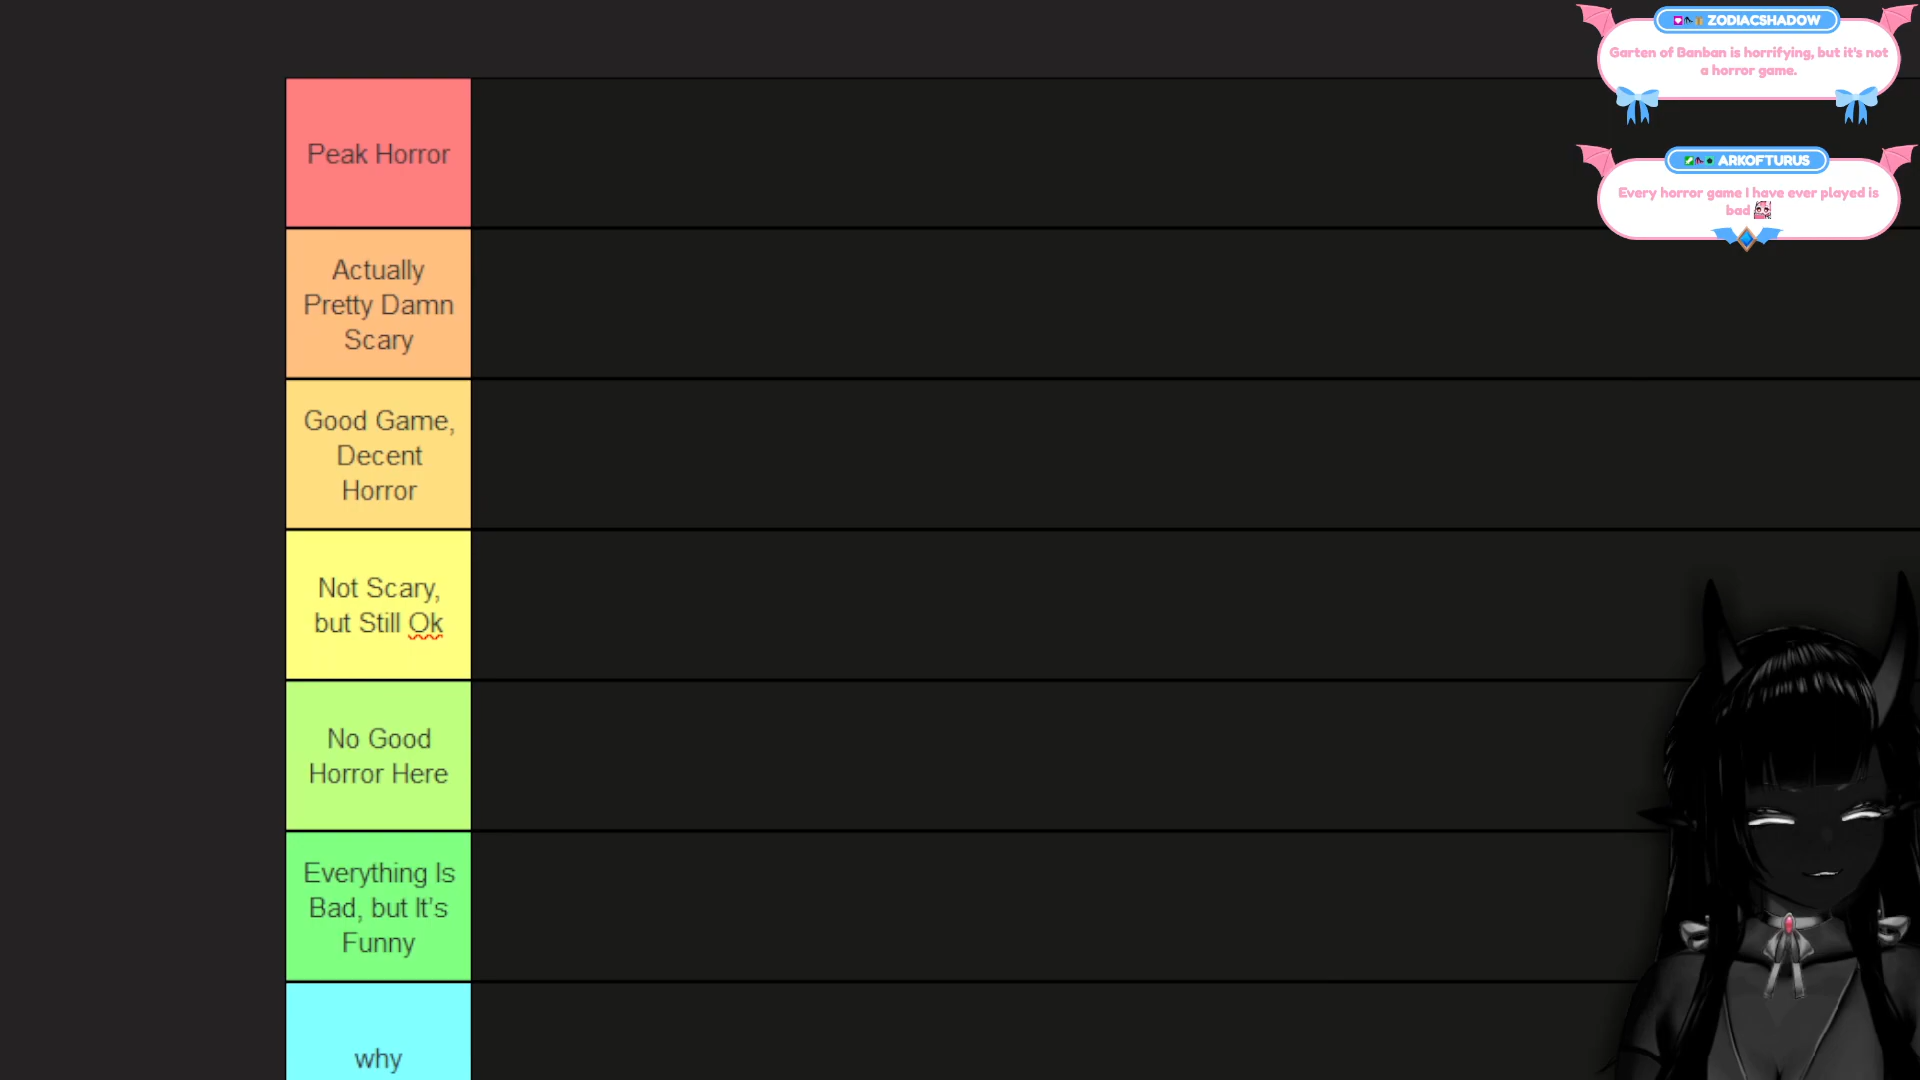 ZODIACSHADOW
Garten of Banban is horrifying, but it's not
a horror game.
ARKOFTURUS
Every horror game I have ever played is
bad
Peak Horror
Actually
Pretty Damn
Scary
Good Game,
Decent
Horror
Not Scary,
but Still Ok
No Good
Horror Here
Everything Is
Bad, but It's
Funny
why